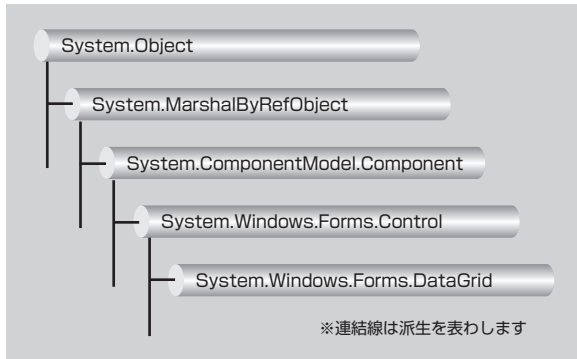 System.Object
System.MarshalByRefObject
System.ComponentModel.Component
System.Windows.Forms.Control
System.Windows.Forms.DataGrid
※連結線は派生を表わします